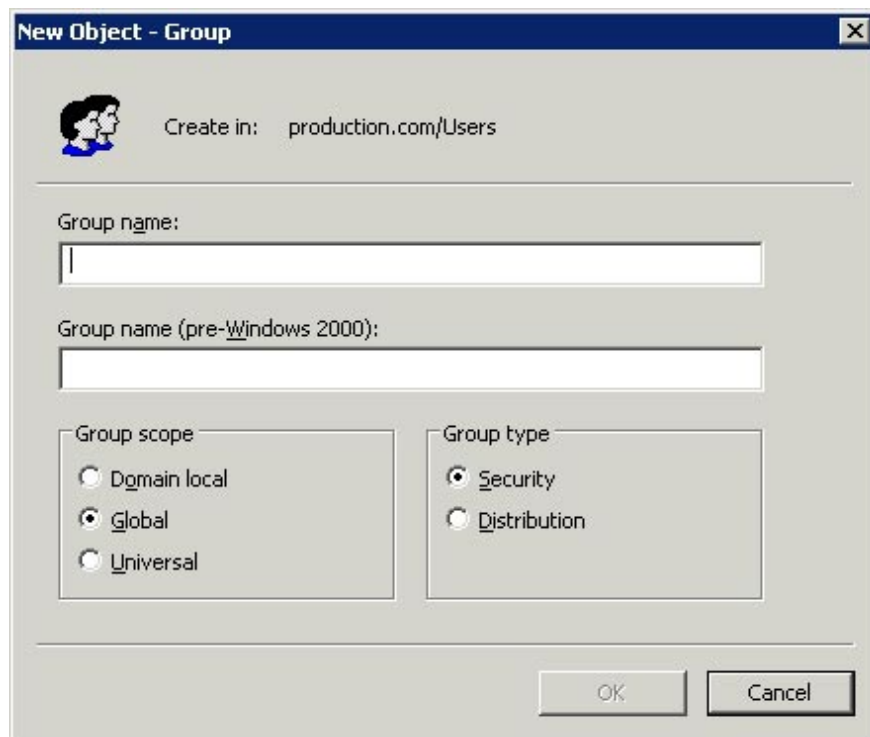 New Object - Group
Create in: production.com/Users
Group name:
Group name (pre-Windows 2000):
Group scope
Domain local
Global
Universal
Group type
Security
Distribution
OK
Cancel